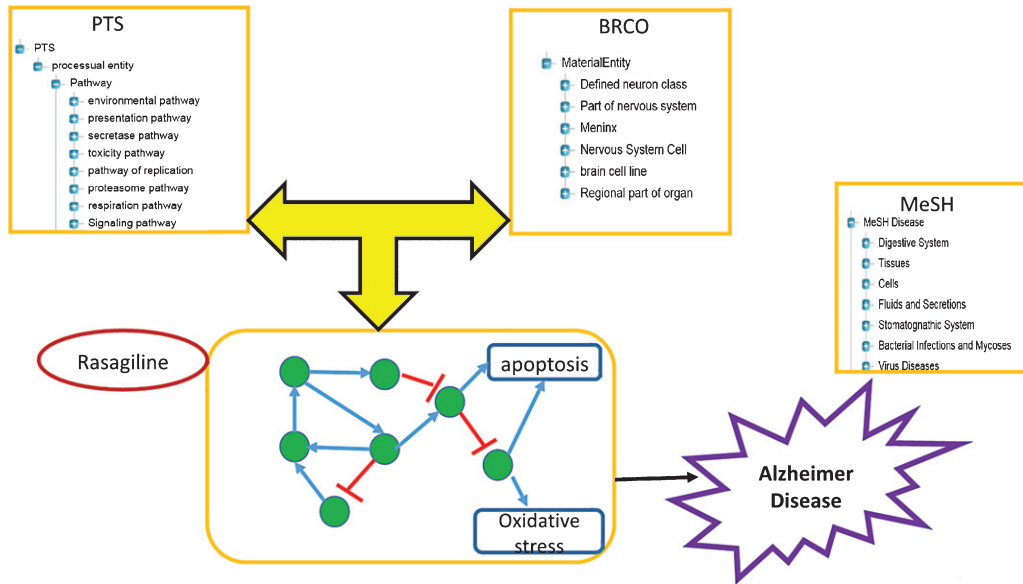 PTS
PTS
processual entity
Pathway
environmental pathway
presentation pathway
secretase pathway
toxicity pathway
pathway of replication
proteasome pathway
respiration pathway
Signaling pathway
BRCO
MaterialEntity
Defined neuron class
Part of nervous system
Meninx
Nervous System Cell
brain cell line
Regional part of organ
MeSH
MeSH Disease
Digestive System
Tissues
Cells
Fluids and Secretions
Stomatognathic System
Bacterial Infections and Mycoses
Virus Diseases
Rasagiline
apoptosis
Oxidative
stress
Alzheimer
Disease